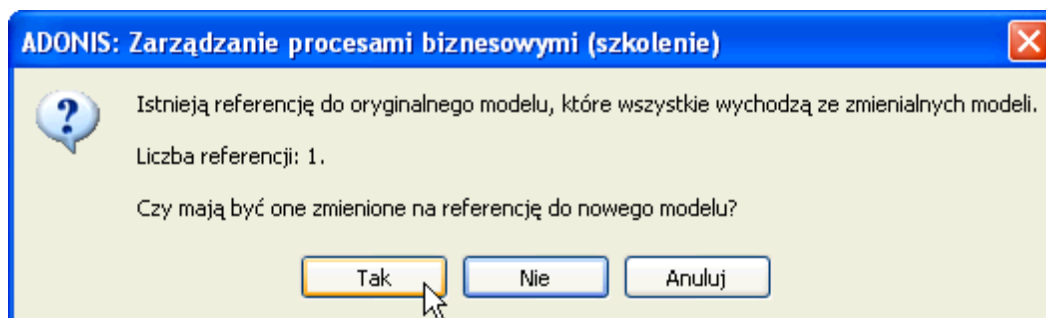 ADONIS: Zarządzanie procesami biznesowymi (szkolenie)
Istnieją referencję do oryginalnego modelu, które wszystkie wychodzą ze zmienialnych modeli.
Liczba referencji: 1.
Czy mają być one zmienione na referencję do nowego modelu?
Tak Nie Anuluj